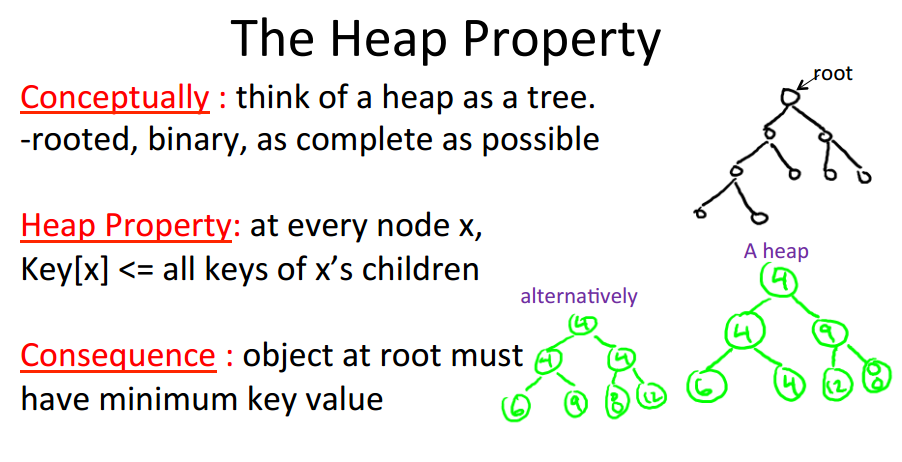 The Heap Property
Conceptually : think of a heap as a tree.
-rooted, binary, as complete as possible
root
Heap Property: at every node x,
Key[x] <= all keys of x's children
Consequence : object at root must
have minimum key value
alternatively
4
4 4
6 9 8 12
A heap
4
4 9
6 4 12 8